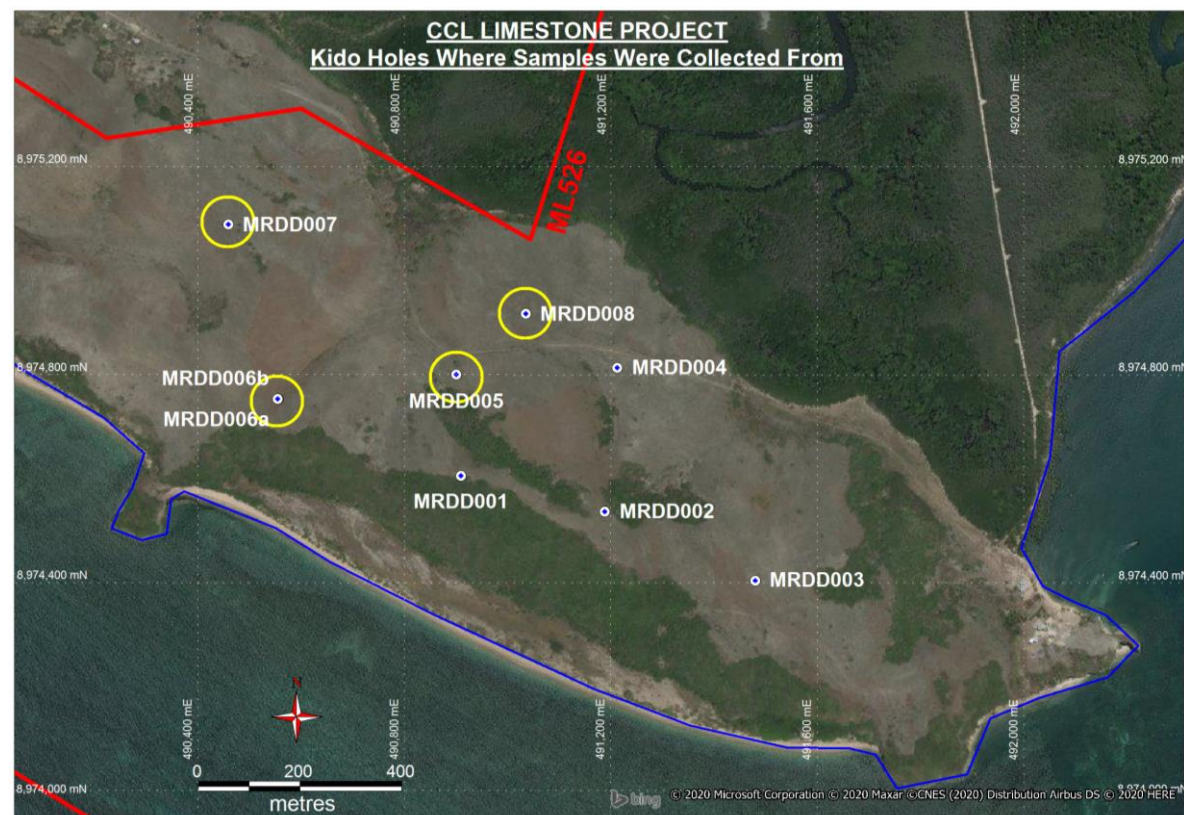 CCL LIMESTONE PROJECT
Kido Holes Where Samples Were Collected From
490,400 mE
490,800 mE
491,200 mE
491,600 mE
492,000 mE
8,975,200 mN
8,975,200 mN
ML526
MRDD007
MRDD008
MRDD004
8,974,800 mN
8,974,800 mN
MRDD006b
MRDD006a
MRDD005
MRDD001
MRDD002
MRDD003
8,974,400 mN
8,974,400 mN
N
490,400 mE
490,800 mE
491,200 mE
491,600 mE
492,000 mE
0 200 400
metres
8,974,000 mN
8,974,000 mN
bing
© 2020 Microsoft Corporation © 2020 Maxar ©CNES (2020) Distribution Airbus DS © 2020 HERE